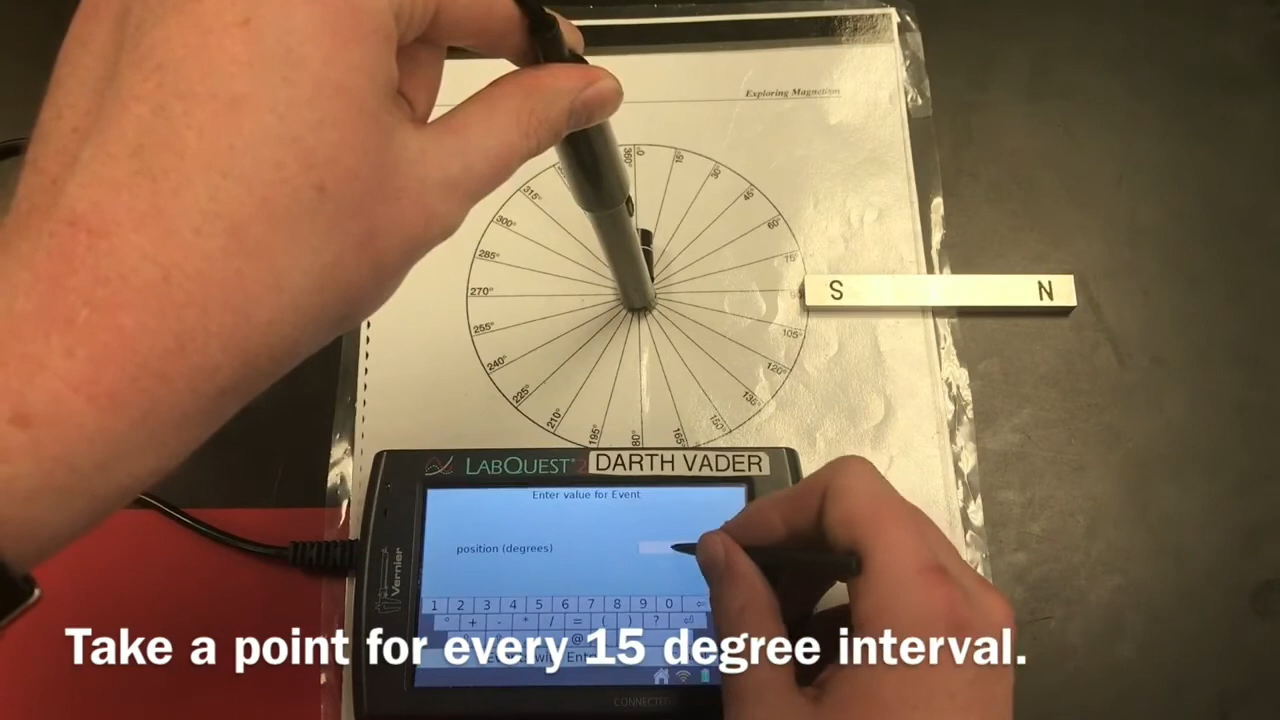 Exploring Magnetism
360°
0°
15°
30°
45°
60°
75°
105°
120°
135°
150°
165°
195°
210°
225°
240°
255°
270°
285°
300°
315°
S N
LABQUEST 2 DARTH VADER
Enter value for Event
position (degrees)
Vernier
1 2 3 4 5 6 7 8 9 0
° + - * / = ( ) ?
@
Take a point for every 15 degree interval.
CONNECTED